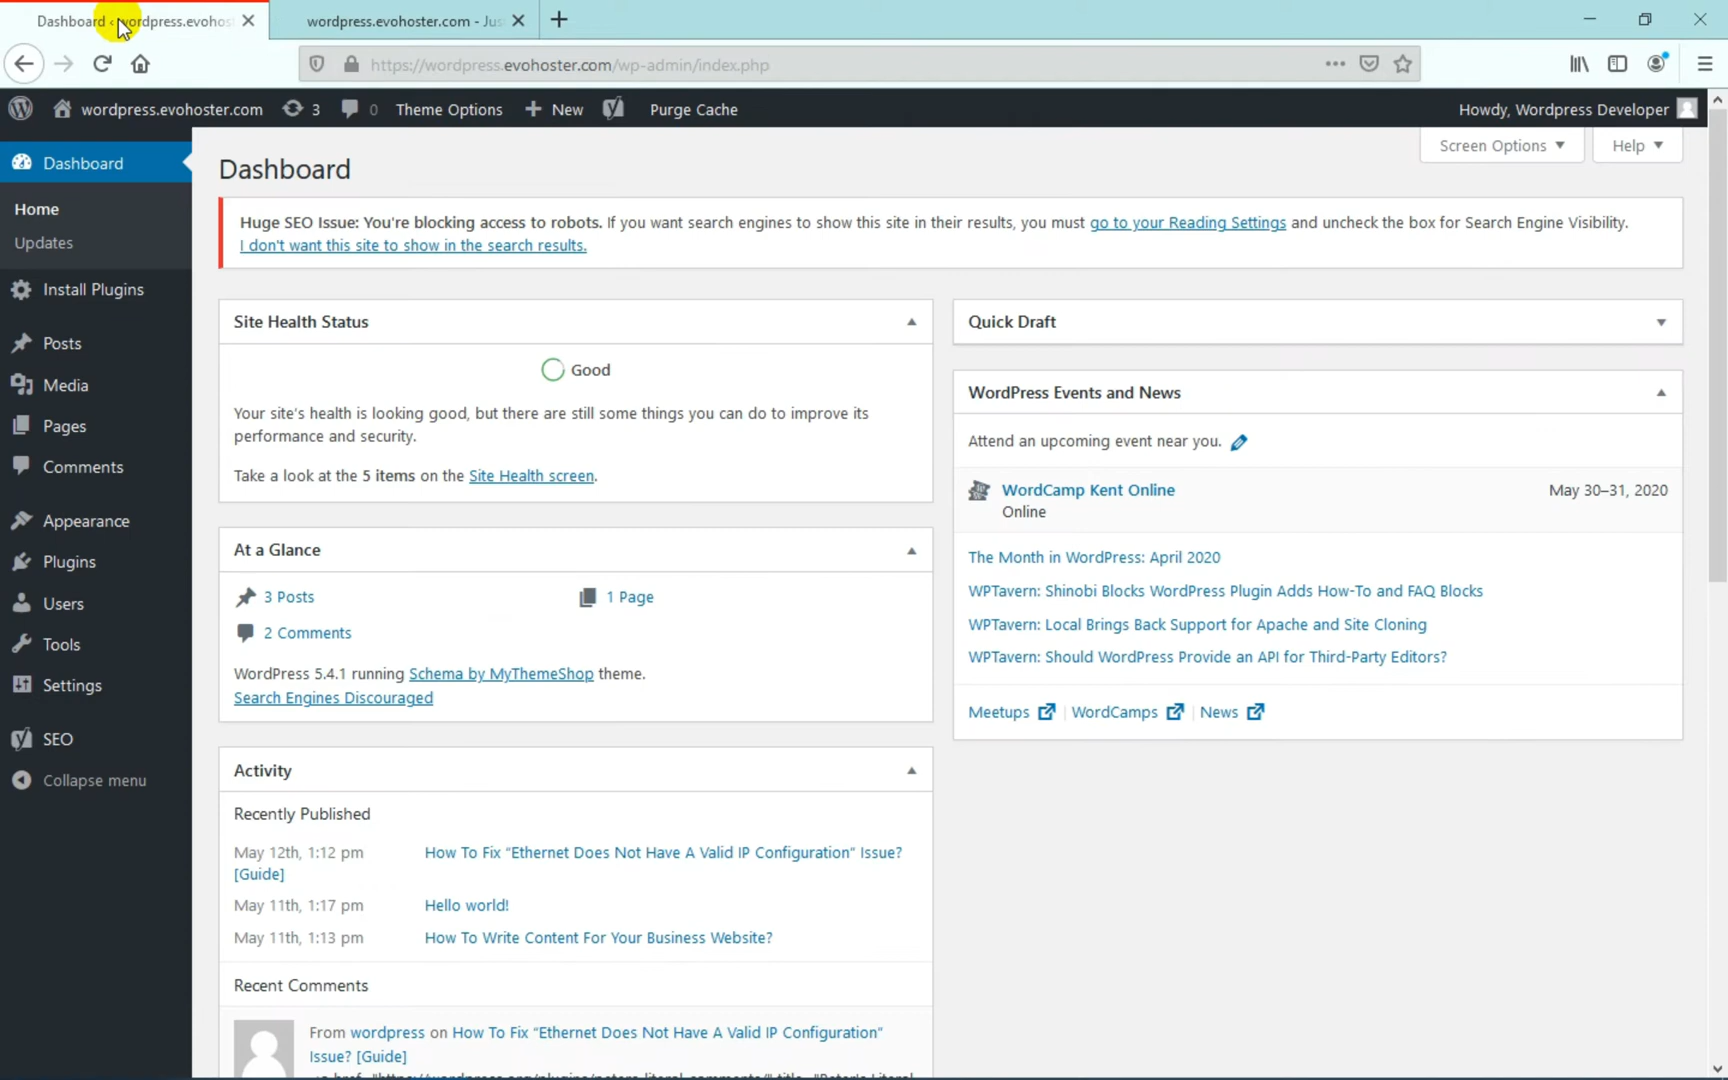 Dashboard ‹ wordpress.evohos
wordpress.evohoster.com - Jus
https://wordpress.evohoster.com/wp-admin/index.php
wordpress.evohoster.com 3 0 Theme Options + New Purge Cache Howdy, Wordpress Developer
Screen Options Help
Dashboard
Home
Updates
Install Plugins
Posts
Media
Pages
Comments
Appearance
Plugins
Users
Tools
Settings
SEO
Collapse menu
Dashboard
Huge SEO Issue: You're blocking access to robots. If you want search engines to show this site in their results, you must go to your Reading Settings and uncheck the box for Search Engine Visibility.
I don't want this site to show in the search results.
Site Health Status
Good
Your site's health is looking good, but there are still some things you can do to improve its
performance and security.
Take a look at the 5 items on the Site Health screen.
At a Glance
3 Posts 1 Page
2 Comments
WordPress 5.4.1 running Schema by MyThemeShop theme.
Search Engines Discouraged
Activity
Recently Published
May 12th, 1:12 pm How To Fix “Ethernet Does Not Have A Valid IP Configuration” Issue?
[Guide]
May 11th, 1:17 pm Hello world!
May 11th, 1:13 pm How To Write Content For Your Business Website?
Recent Comments
From wordpress on How To Fix “Ethernet Does Not Have A Valid IP Configuration”
Issue? [Guide]
Quick Draft
WordPress Events and News
Attend an upcoming event near you.
WordCamp Kent Online May 30–31, 2020
Online
The Month in WordPress: April 2020
WPTavern: Shinobi Blocks WordPress Plugin Adds How-To and FAQ Blocks
WPTavern: Local Brings Back Support for Apache and Site Cloning
WPTavern: Should WordPress Provide an API for Third-Party Editors?
Meetups | WordCamps | News